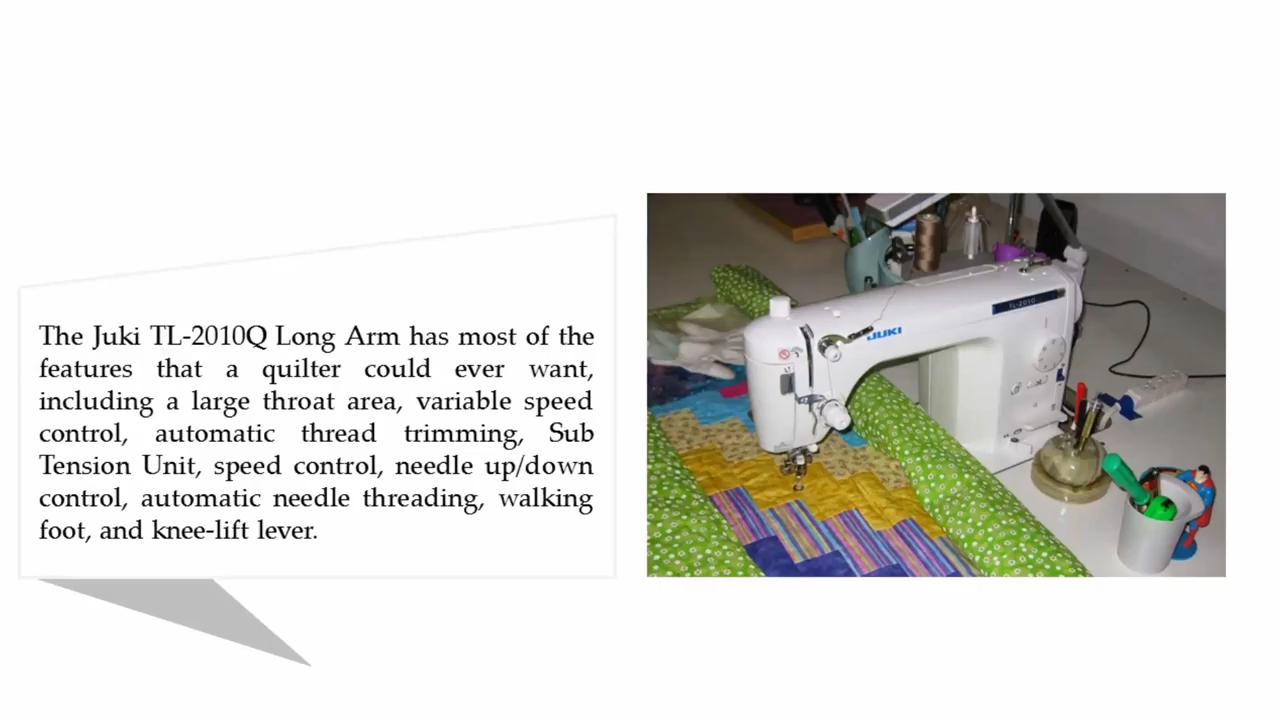 The Juki TL-2010Q Long Arm has most of the
features that a quilter could ever want,
including a large throat area, variable speed
control, automatic thread trimming, Sub
Tension Unit, speed control, needle up/down
control, automatic needle threading, walking
foot, and knee-lift lever.
JUKI
TL-2010